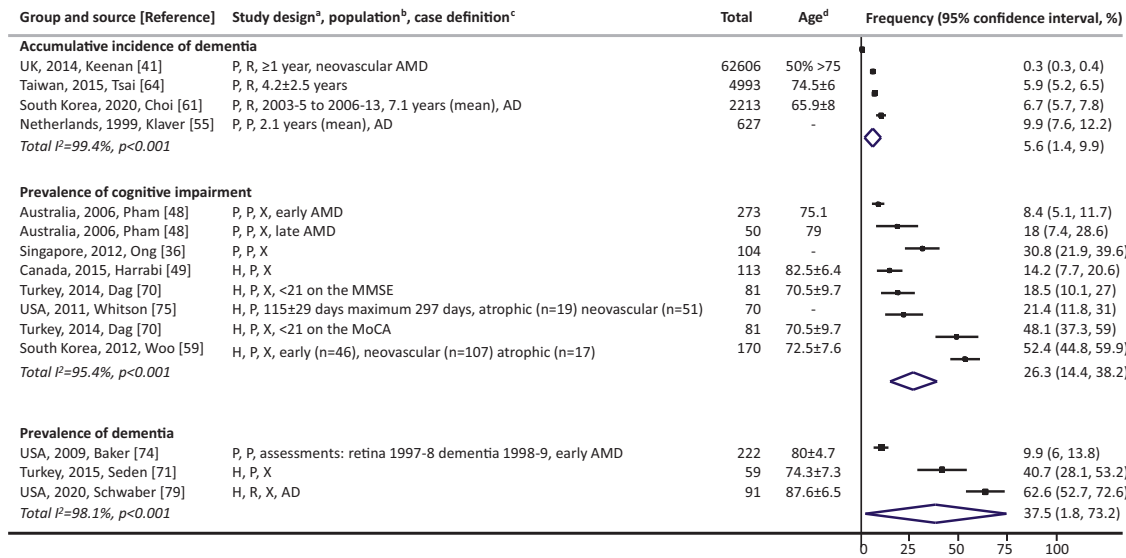 Group and source [Reference] Study designᵃ, populationᵇ, case definitionᶜ Total Ageᵈ Frequency (95% confidence interval, %)
Accumulative incidence of dementia
UK, 2014, Keenan [41] P, R, ≥1 year, neovascular AMD 62606 50% >75 0.3 (0.3, 0.4)
Taiwan, 2015, Tsai [64] P, R, 4.2±2.5 years 4993 74.5±6 5.9 (5.2, 6.5)
South Korea, 2020, Choi [61] P, R, 2003-5 to 2006-13, 7.1 years (mean), AD 2213 65.9±8 6.7 (5.7, 7.8)
Netherlands, 1999, Klaver [55] P, P, 2.1 years (mean), AD 627 - 9.9 (7.6, 12.2)
Total I²=99.4%, p<0.001 5.6 (1.4, 9.9)
Prevalence of cognitive impairment
Australia, 2006, Pham [48] P, P, X, early AMD 273 75.1 8.4 (5.1, 11.7)
Australia, 2006, Pham [48] P, P, X, late AMD 50 79 18 (7.4, 28.6)
Singapore, 2012, Ong [36] P, P, X 104 - 30.8 (21.9, 39.6)
Canada, 2015, Harrabi [49] H, P, X 113 82.5±6.4 14.2 (7.7, 20.6)
Turkey, 2014, Dag [70] H, P, X, <21 on the MMSE 81 70.5±9.7 18.5 (10.1, 27)
USA, 2011, Whitson [75] H, P, 115±29 days maximum 297 days, atrophic (n=19) neovascular (n=51) 70 - 21.4 (11.8, 31)
Turkey, 2014, Dag [70] H, P, X, <21 on the MoCA 81 70.5±9.7 48.1 (37.3, 59)
South Korea, 2012, Woo [59] H, P, X, early (n=46), neovascular (n=107) atrophic (n=17) 170 72.5±7.6 52.4 (44.8, 59.9)
Total I²=95.4%, p<0.001 26.3 (14.4, 38.2)
Prevalence of dementia
USA, 2009, Baker [74] P, P, assessments: retina 1997-8 dementia 1998-9, early AMD 222 80±4.7 9.9 (6, 13.8)
Turkey, 2015, Seden [71] H, P, X 59 74.3±7.3 40.7 (28.1, 53.2)
USA, 2020, Schwaber [79] H, R, X, AD 91 87.6±6.5 62.6 (52.7, 72.6)
Total I²=98.1%, p<0.001 37.5 (1.8, 73.2)
0 25 50 75 100